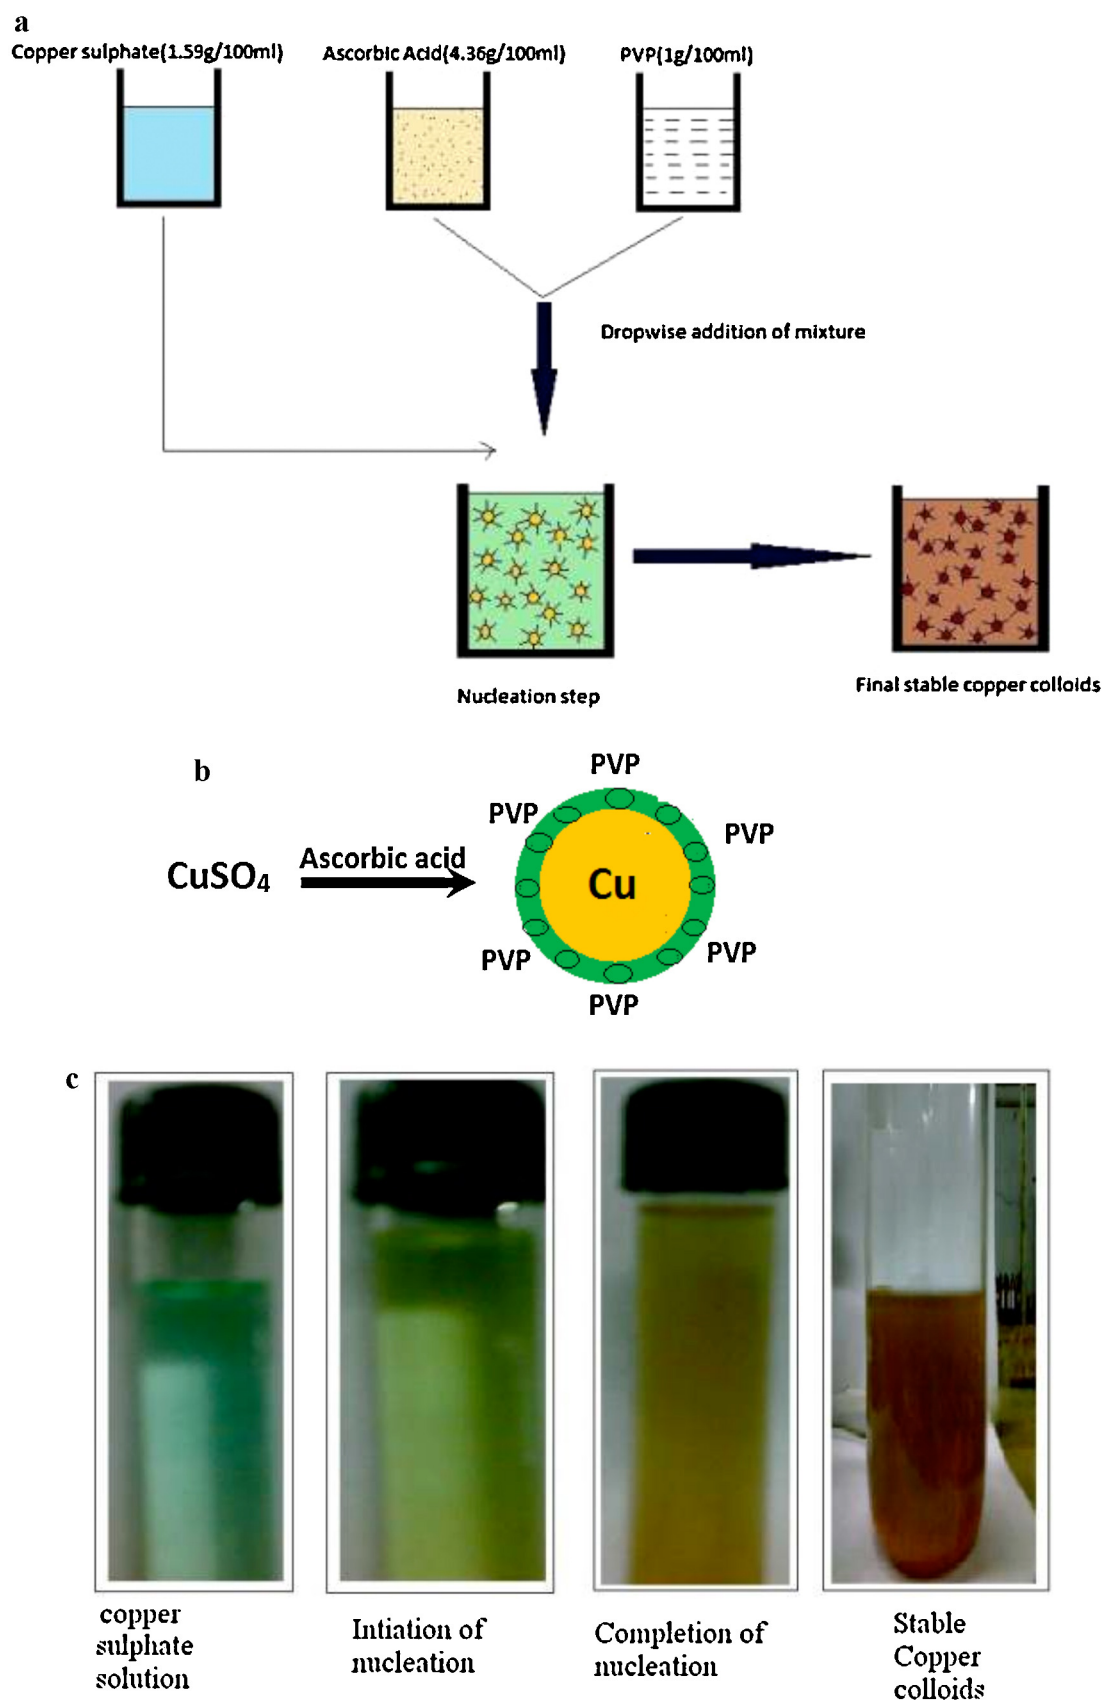 a
Copper sulphate(1.59g/100ml)
Ascorbic Acid(4.36g/100ml)
PVP(1g/100ml)
Dropwise addition of mixture
Nucleation step
Final stable copper colloids
b
PVP
PVP
PVP
CuSO4
Ascorbic acid
Cu
PVP
PVP
PVP
c
copper
sulphate
solution
Intiation of
nucleation
Completion of
nucleation
Stable
Copper
colloids